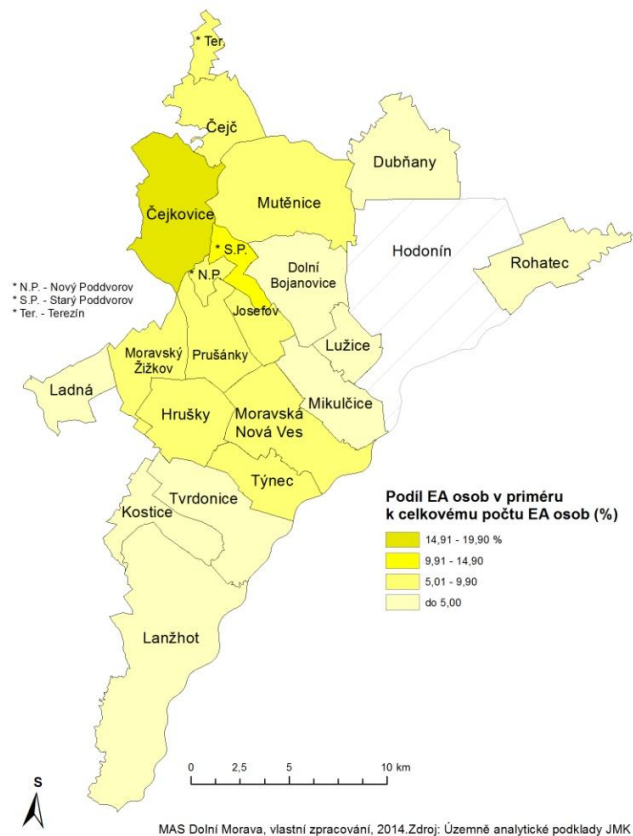 * Ter.
Čejč
Dubňany
Čejkovice
Mutěnice
* S.P.
Hodonín
Rohatec
* N.P.
Dolní
Bojanovice
* N.P. - Nový Poddvorov
* S.P. - Starý Poddvorov
* Ter. - Terezín
Josefov
Lužice
Moravský
Žižkov
Prušánky
Ladná
Mikulčice
Hrušky
Moravská
Nová Ves
Týnec
Tvrdonice
Kostice
Lanžhot
Podíl EA osob v priméru
k celkovému počtu EA osob (%)
14,91 - 19,90 %
9,91 - 14,90
5,01 - 9,90
do 5,00
S
0 2,5 5 10 km
MAS Dolní Morava, vlastní zpracování, 2014.Zdroj: Územně analytické podklady JMK